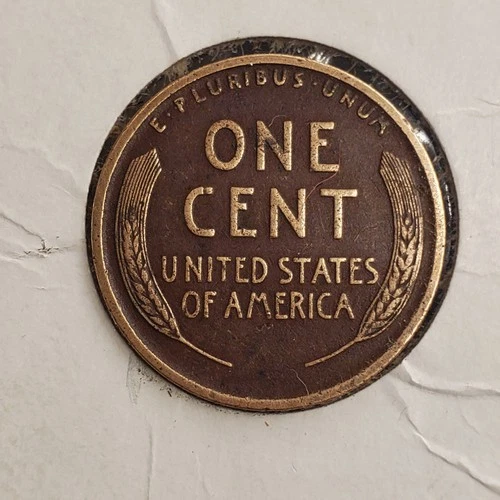 E·PLURIBUS·UNUM
ONE
CENT
UNITED STATES
OF AMERICA